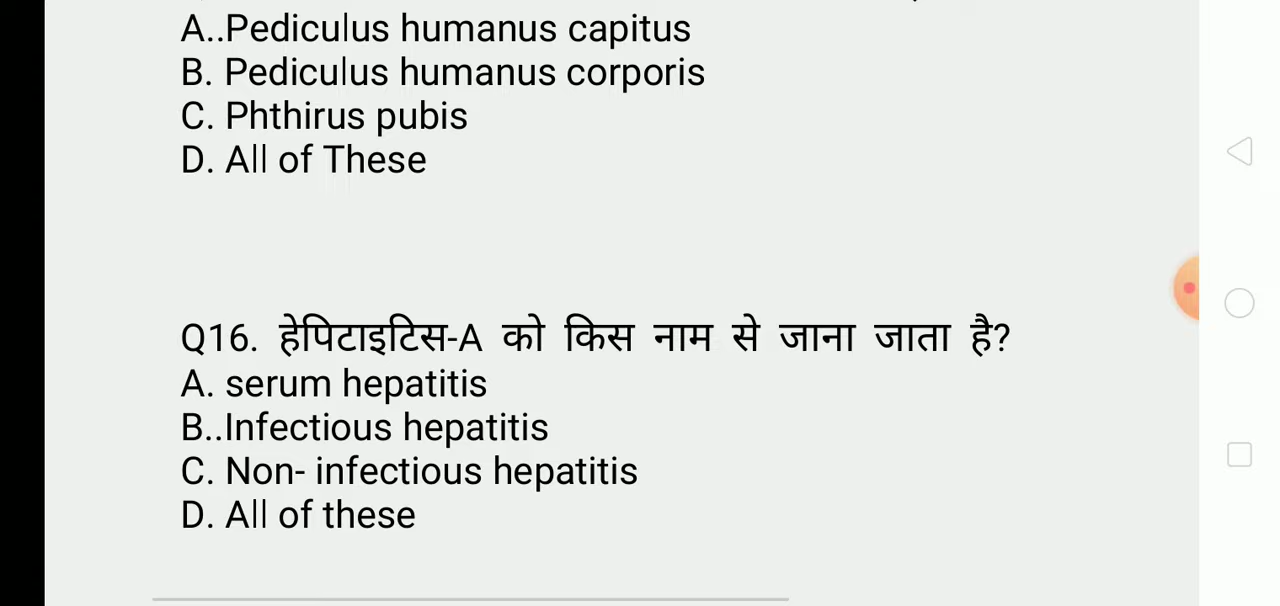 A..Pediculus humanus capitus
B. Pediculus humanus corporis
C. Phthirus pubis
D. All of These
Q16. हेपिटाइटिस-A को किस नाम से जाना जाता है?
A. serum hepatitis
B..Infectious hepatitis
C. Non- infectious hepatitis
D. All of these